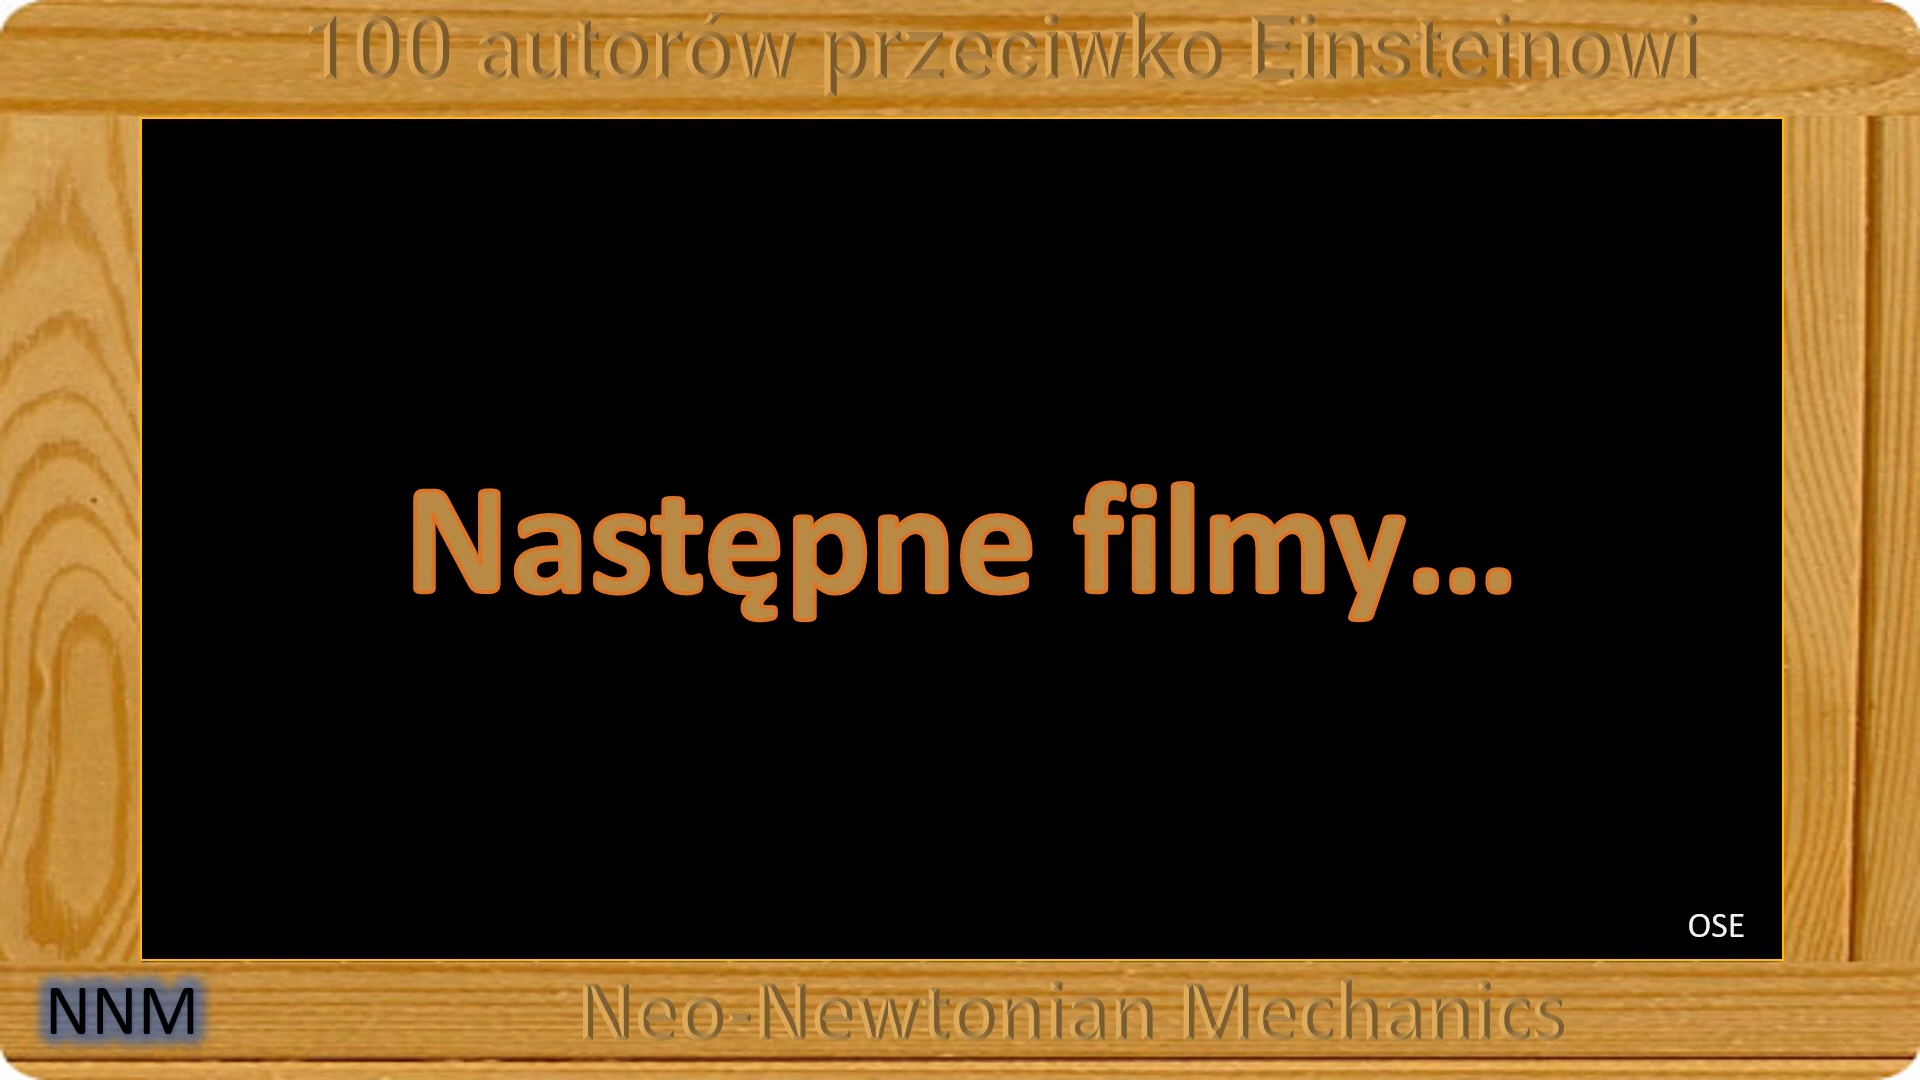 100 autorów przeciwko Einsteinowi
Następne filmy...
OSE
NNM
Neo-Newtonian Mechanics